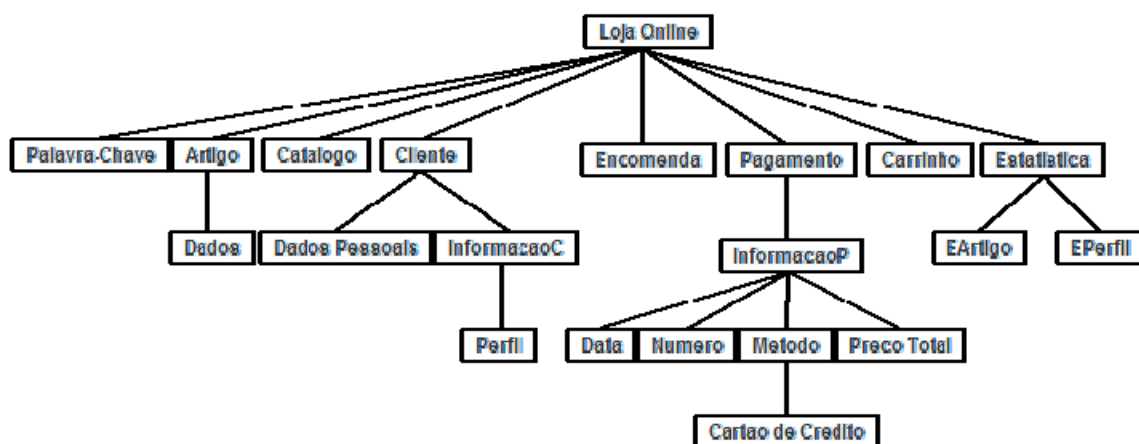 Loja Online
Palavra-Chave
Artigo
Catalogo
Cliente
Encomenda
Pagamento
Carrinho
Estatistica
Dados
Dados Pessoais
InformacaoC
InformacaoP
EArtigo
EPerfil
Perfil
Data
Numero
Metodo
Preco Total
Cartao de Credito